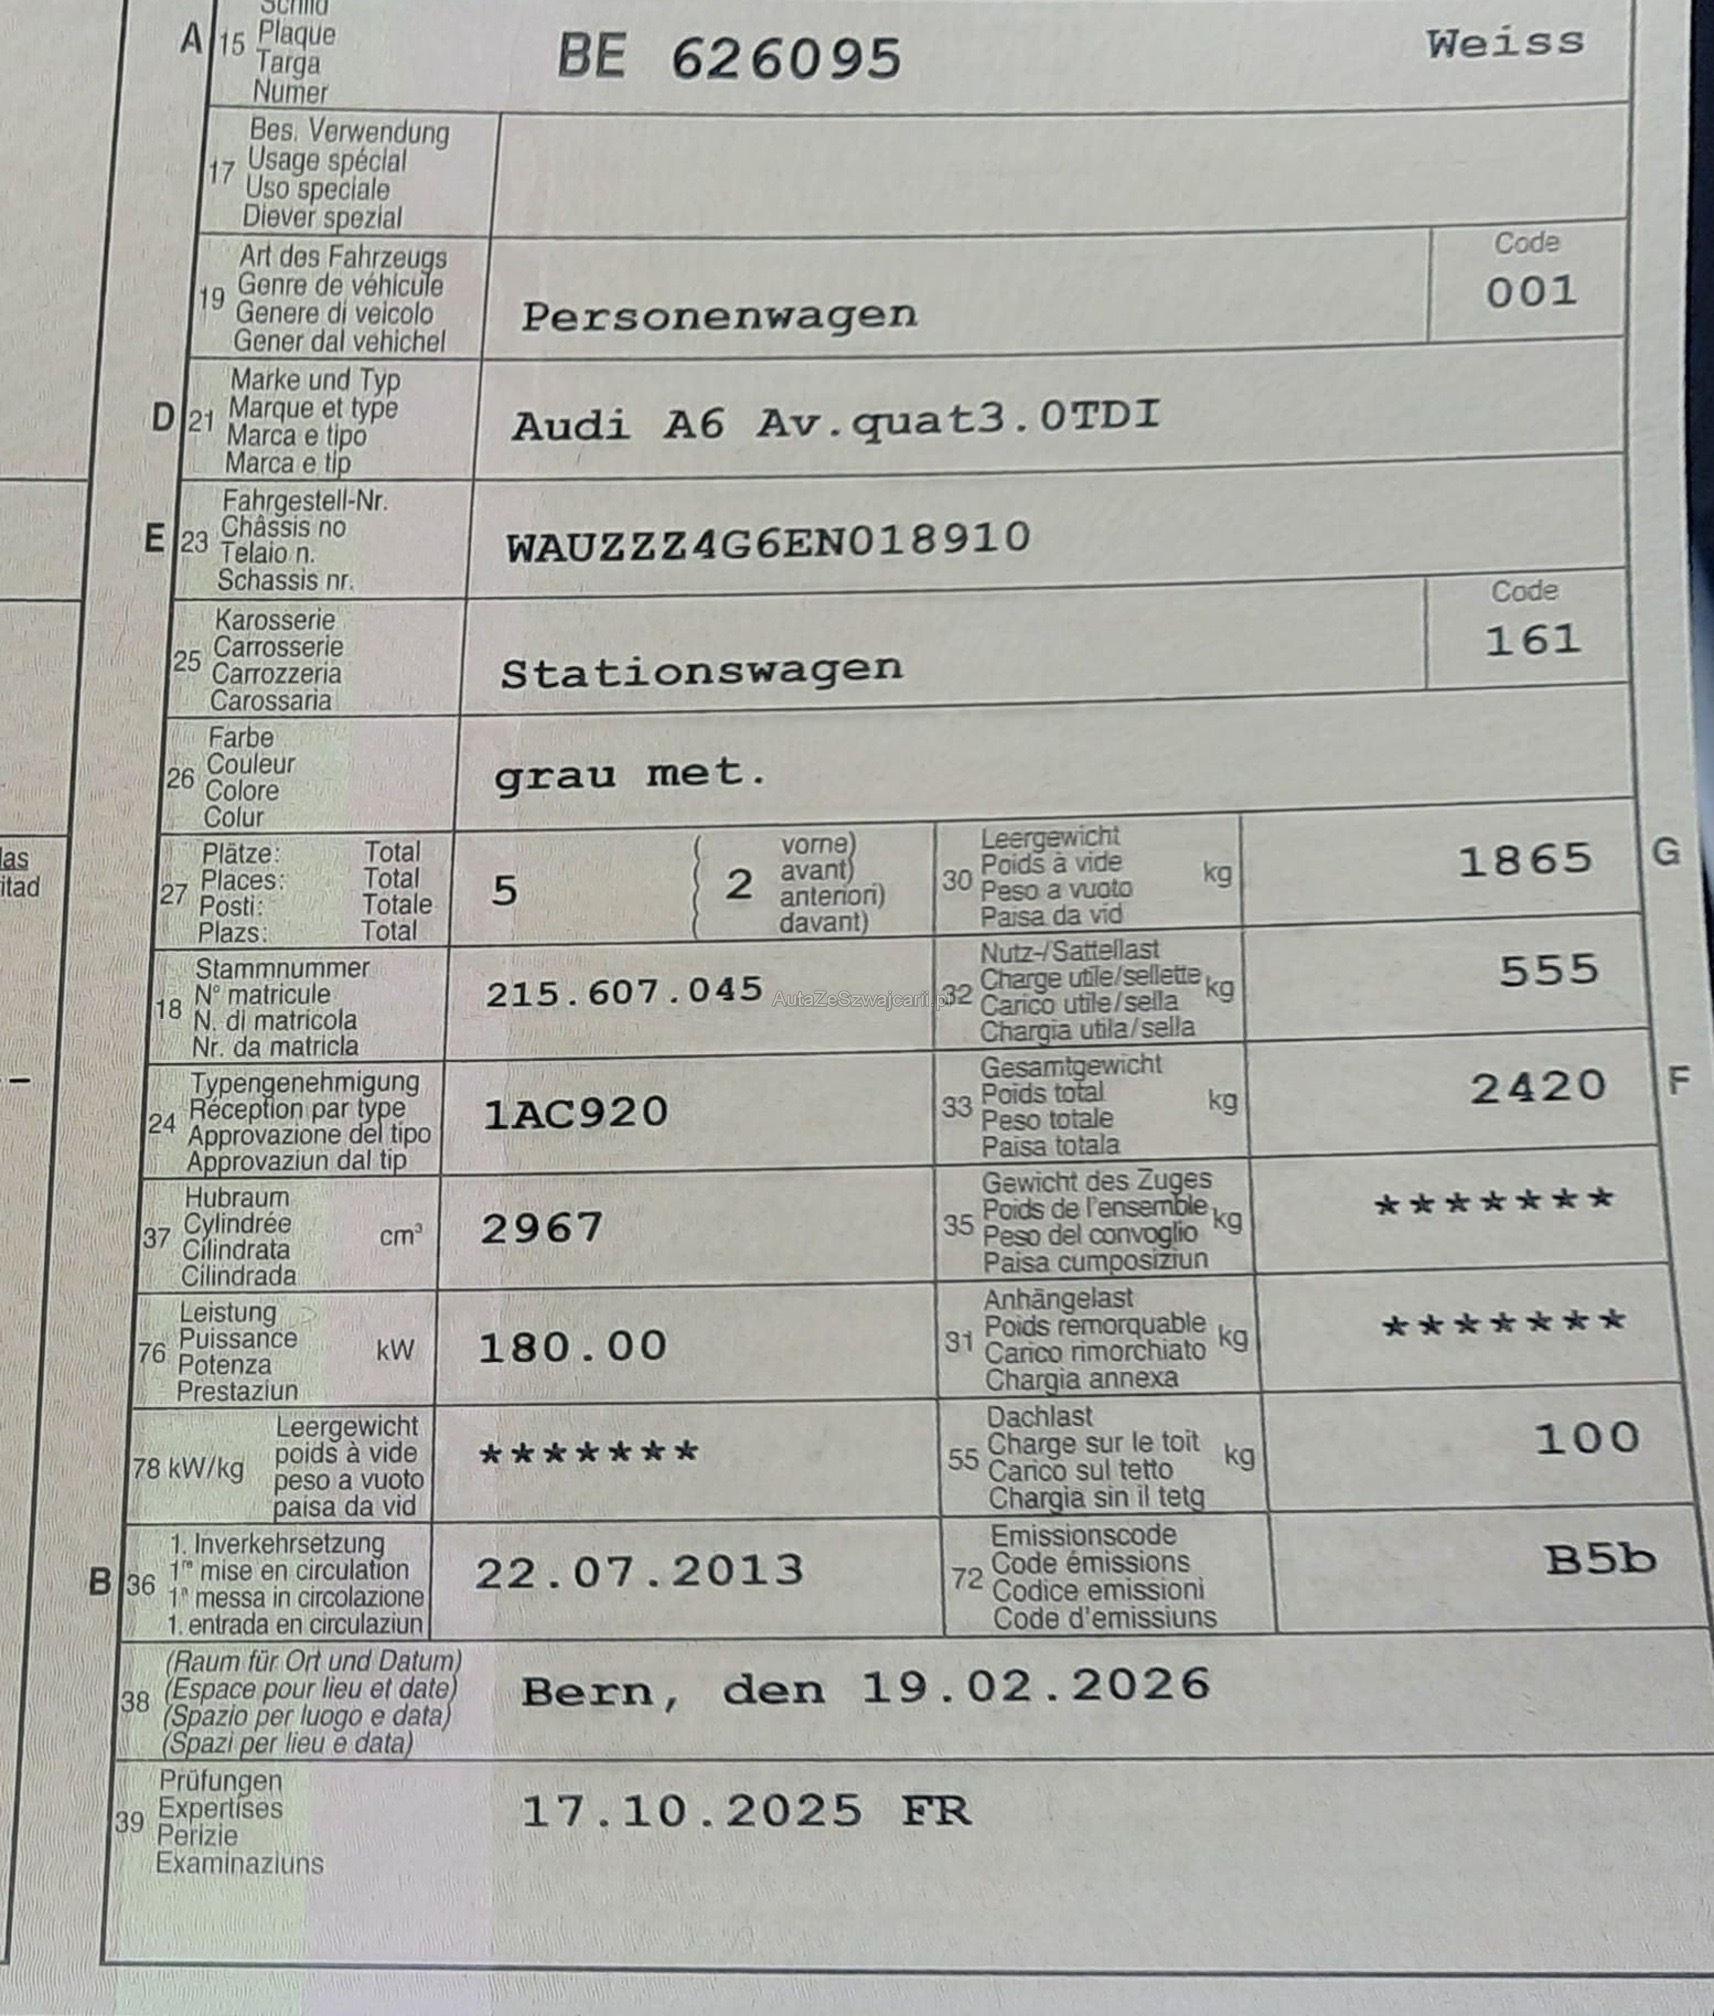 Schild
A 15 Plaque BE 626095 Weiss
Targa
Numer
Bes. Verwendung
17 Usage spécial
Uso speciale
Diever spezial
Art des Fahrzeugs Code
19 Genre de véhicule 001
Genere di veicolo Personenwagen
Gener dal vehichel
Marke und Typ
D 21 Marque et type Audi A6 Av.quat3.0TDI
Marca e tipo
Marca e tip
Fahrgestell-Nr.
E 23 Châssis no WAUZZZ4G6EN018910
Telaio n.
Schassis nr.
Karosserie Code
25 Carrosserie 161
Carrozzeria Stationswagen
Carossaria
Farbe
26 Couleur grau met.
Colore
Colur
Plätze: Total vorne) Leergewicht
27 Places: Total 5 2 avant) 30 Poids à vide kg 1865 G
Posti: Totale anteriori) Peso a vuoto
Plazs: Total davant) Paisa da vid
las
itad
Stammnummer Nutz-/Sattellast
18 N° matricule 215.607.045 32 Charge utile/sellette kg 555
N. di matricola Carico utile/sella
Nr. da matricla Chargia utila/sella
AutaZeSzwajcarii.pl
Typengenehmigung Gesamtgewicht
24 Réception par type 1AC920 33 Poids total kg 2420 F
Approvazione del tipo Peso totale
Approvaziun dal tip Paisa totala
Hubraum Gewicht des Zuges
37 Cylindrée cm³ 2967 35 Poids de l'ensemble kg *******
Cilindrata Peso del convoglio
Cilindrada Paisa cumposiziun
Leistung Anhängelast
76 Puissance kW 180.00 31 Poids remorquable kg *******
Potenza Carico rimorchiato
Prestaziun Chargia annexa
Leergewicht Dachlast
78 kW/kg poids à vide ******* 55 Charge sur le toit kg 100
peso a vuoto Carico sul tetto
paisa da vid Chargia sin il tetg
1. Inverkehrsetzung Emissionscode
B 36 1re mise en circulation 22.07.2013 72 Code émissions B5b
1a messa in circolazione Codice emissioni
1. entrada en circulaziun Code d'emissiuns
(Raum für Ort und Datum)
38 (Espace pour lieu et date) Bern, den 19.02.2026
(Spazio per luogo e data)
(Spazi per lieu e data)
Prüfungen
39 Expertises 17.10.2025 FR
Perizie
Examinaziuns